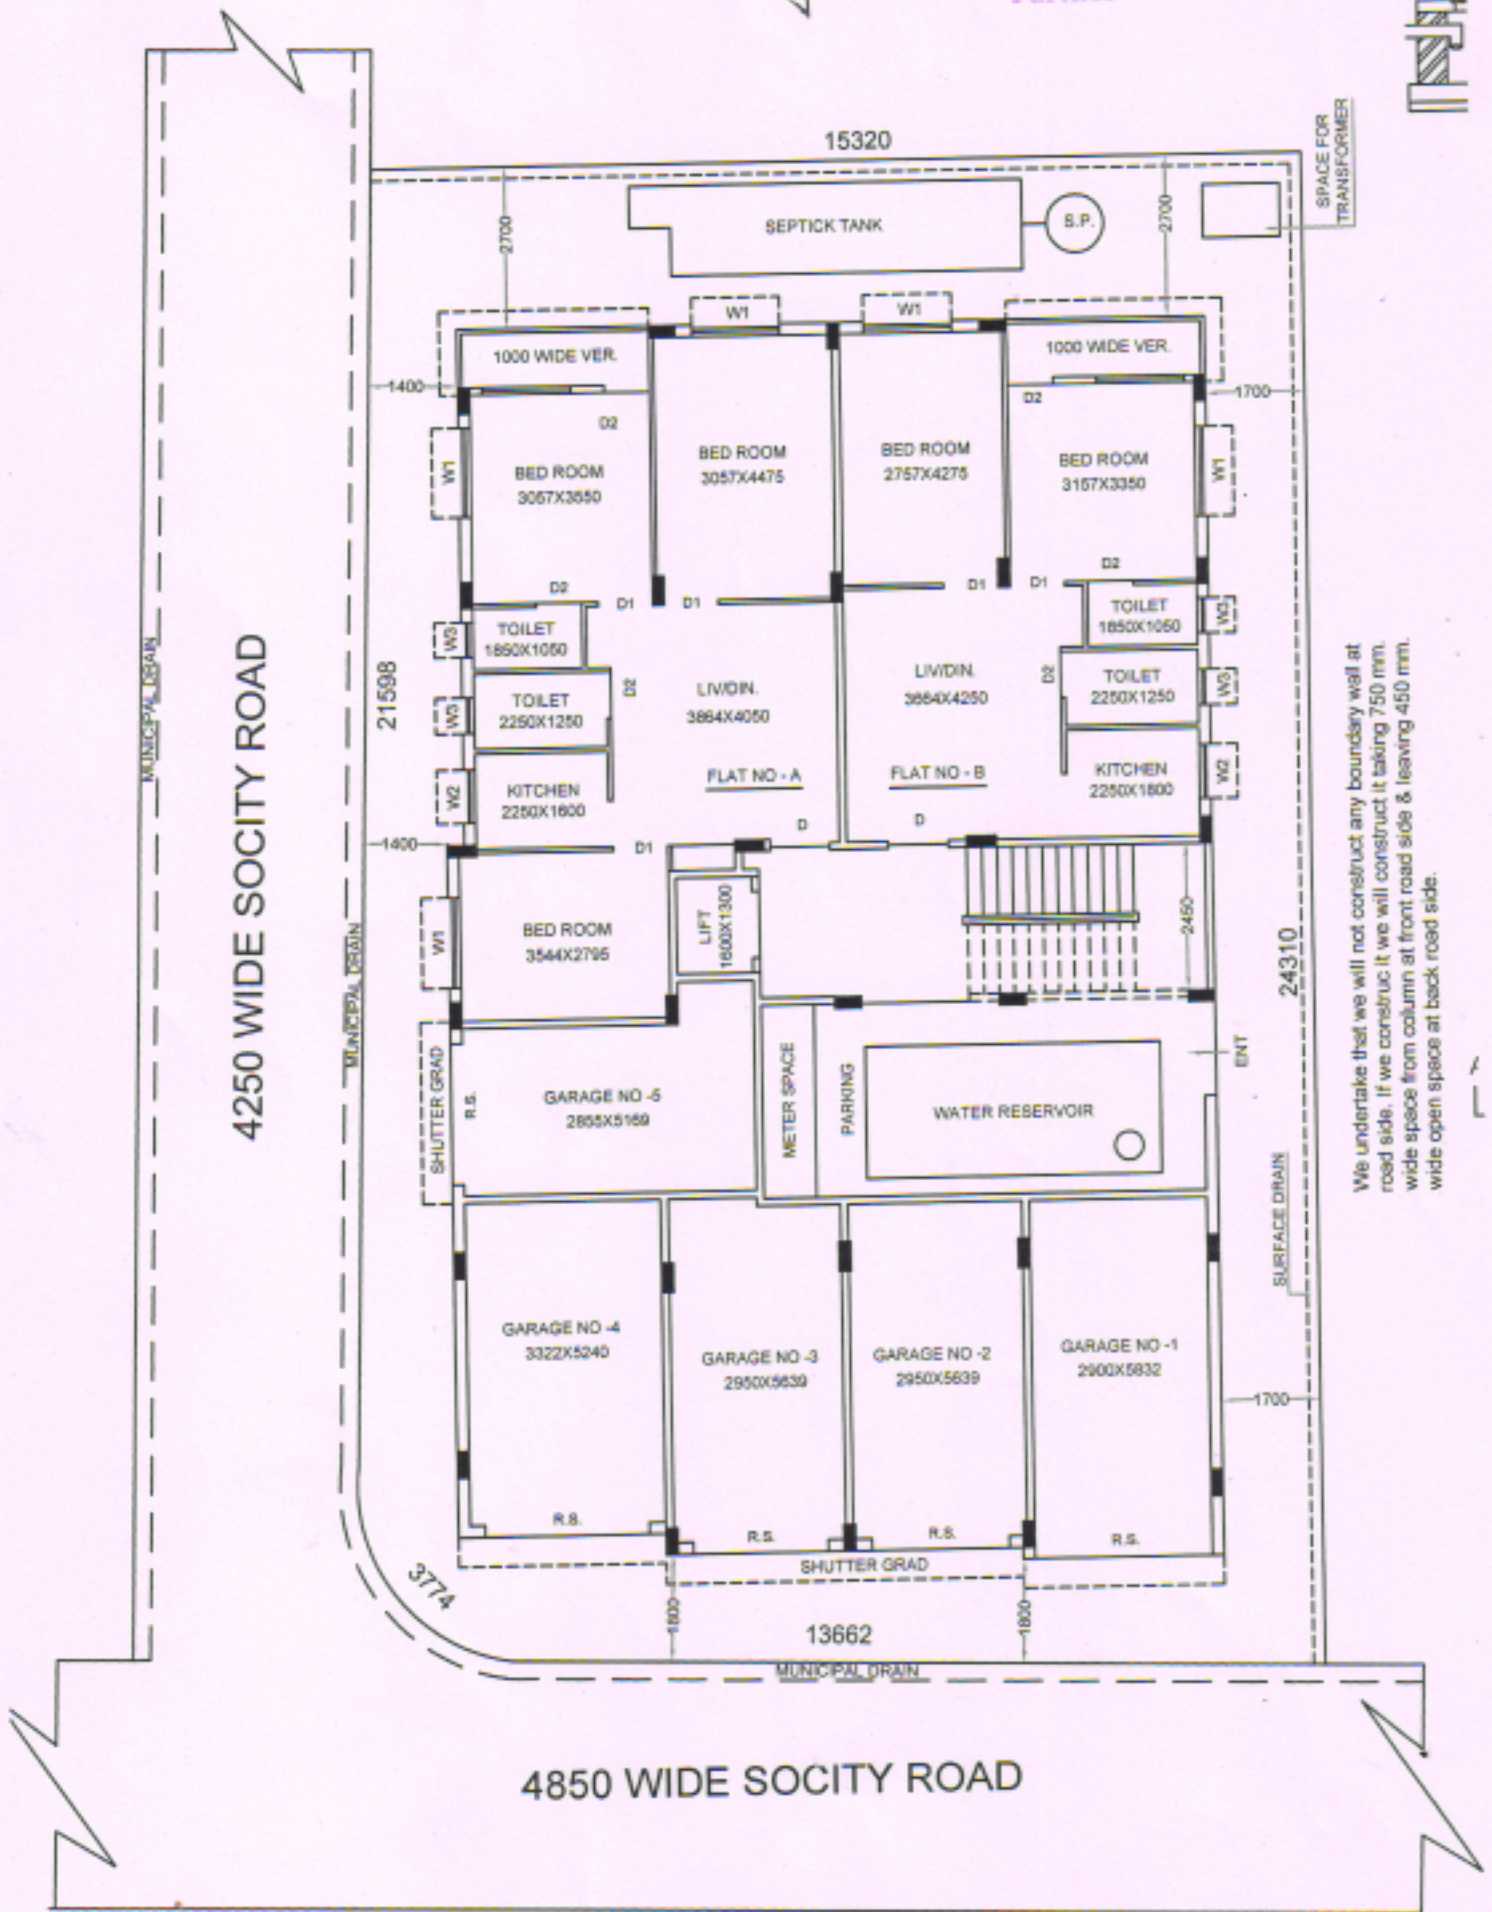 15320
SPACE FOR
TRANSFORMER
2700
SEPTICK TANK
S.P.
2700
W1
W1
1000 WIDE VER.
1000 WIDE VER.
1400
1700
D2
D2
W1
BED ROOM
3057X3550
BED ROOM
3057X4475
BED ROOM
2757X4275
BED ROOM
3157X3350
W1
D2
D1
D1
D1
D1
D2
W3
TOILET
1850X1050
TOILET
1850X1050
W3
MUNICIPAL DRAIN
4250 WIDE SOCITY ROAD
21598
W3
TOILET
2250X1250
D2
LIV/DIN.
3864X4050
LIV/DIN.
3664X4250
D2
TOILET
2250X1250
W3
W2
KITCHEN
2250X1600
FLAT NO - A
FLAT NO - B
KITCHEN
2250X1800
W2
D
D
1400
D1
MUNICIPAL DRAIN
W1
BED ROOM
3544X2795
LIFT
1600X1300
2450
24310
We undertake that we will not construct any boundary wall at
road side. If we construc it we will construct it taking 750 mm.
wide space from column at front road side & leaving 450 mm.
wide open space at back road side.
SHUTTER GRAD
R.S.
GARAGE NO -5
2855X5169
METER SPACE
PARKING
WATER RESERVOIR
ENT
SURFACE DRAIN
GARAGE NO -4
3322X5240
GARAGE NO -3
2950X5639
GARAGE NO -2
2950X5639
GARAGE NO -1
2900X5832
1700
R.S.
R.S.
R.S.
R.S.
SHUTTER GRAD
3774
1800
13662
1800
MUNICIPAL DRAIN
4850 WIDE SOCITY ROAD